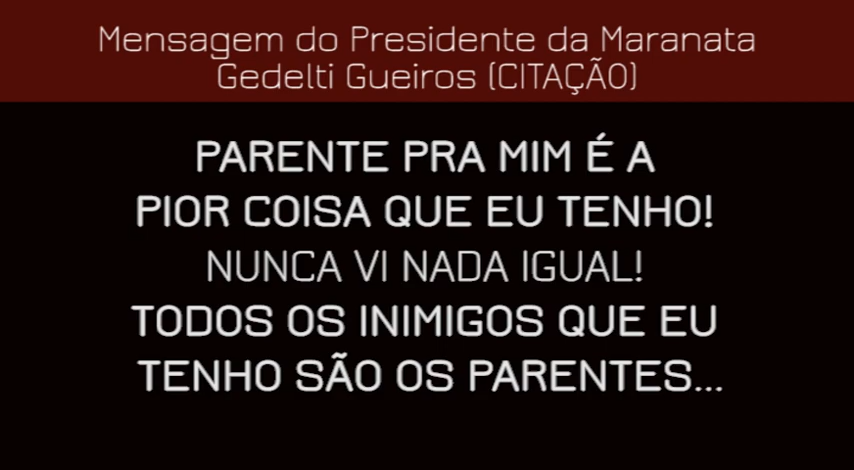 Mensagem do Presidente da Maranata
Gedelti Gueiros (CITAÇÃO)
PARENTE PRA MIM É A
PIOR COISA QUE EU TENHO!
NUNCA VI NADA IGUAL!
TODOS OS INIMIGOS QUE EU
TENHO SÃO OS PARENTES...